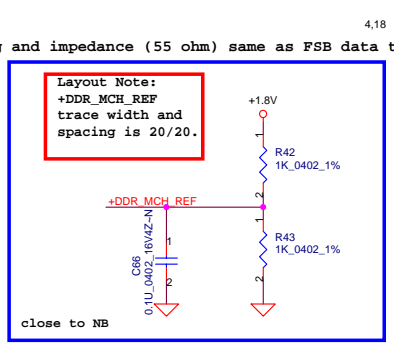 4,18
g and impedance (55 ohm) same as FSB data t
Layout Note:
+DDR_MCH_REF
trace width and
spacing is 20/20.
+1.8V
1
R42
1K_0402_1%
2
+DDR_MCH_REF
1
R43
1K_0402_1%
2
1
C66
0.1U_0402_16V4Z~N
2
close to NB